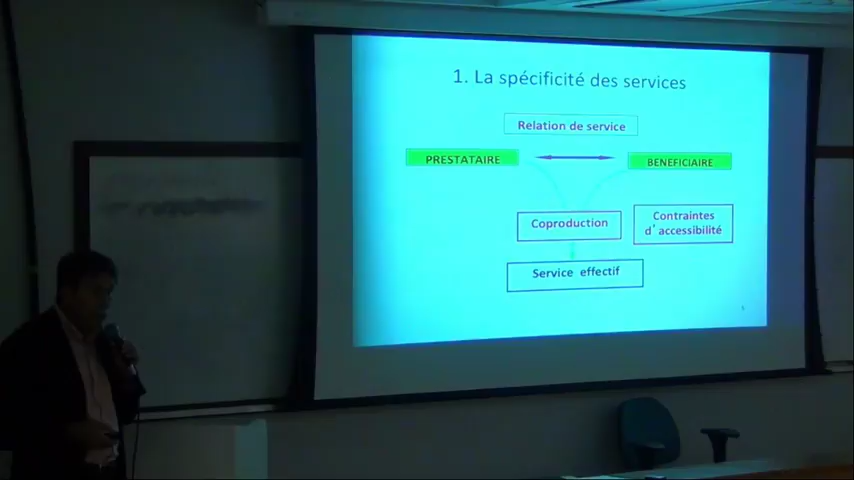 1. La spécificité des services
Relation de service
PRESTATAIRE
BENEFICIAIRE
Coproduction
Contraintes
d'accessibilité
Service effectif